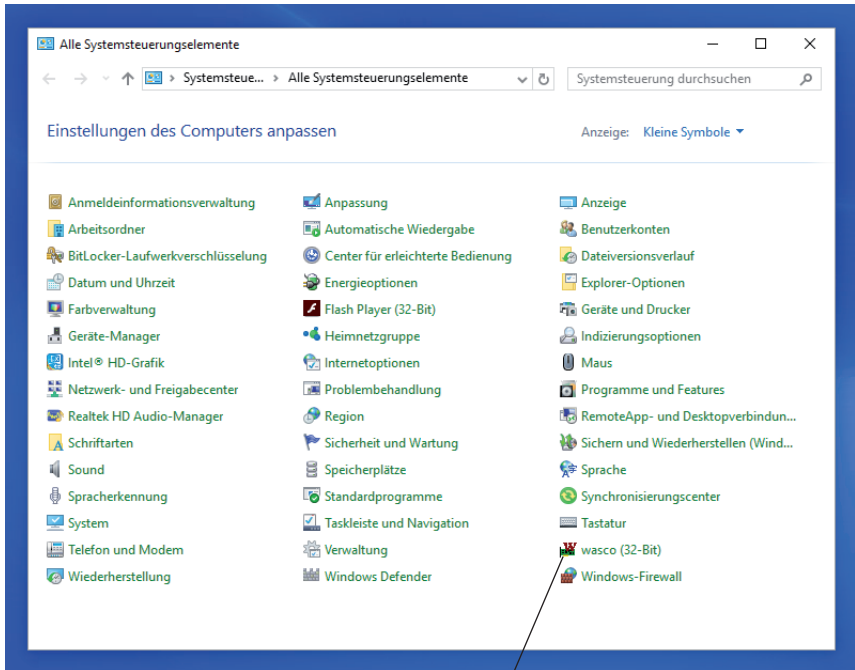 Alle Systemsteuerungselemente
Systemsteue... > Alle Systemsteuerungselemente Systemsteuerung durchsuchen
Einstellungen des Computers anpassen Anzeige: Kleine Symbole
Anmeldeinformationsverwaltung Anpassung Anzeige
Arbeitsordner Automatische Wiedergabe Benutzerkonten
BitLocker-Laufwerkverschlüsselung Center für erleichterte Bedienung Dateiversionsverlauf
Datum und Uhrzeit Energieoptionen Explorer-Optionen
Farbverwaltung Flash Player (32-Bit) Geräte und Drucker
Geräte-Manager Heimnetzgruppe Indizierungsoptionen
Intel® HD-Grafik Internetoptionen Maus
Netzwerk- und Freigabecenter Problembehandlung Programme und Features
Realtek HD Audio-Manager Region RemoteApp- und Desktopverbindun...
Schriftarten Sicherheit und Wartung Sichern und Wiederherstellen (Wind...
Sound Speicherplätze Sprache
Spracherkennung Standardprogramme Synchronisierungscenter
System Taskleiste und Navigation Tastatur
Telefon und Modem Verwaltung wasco (32-Bit)
Wiederherstellung Windows Defender Windows-Firewall